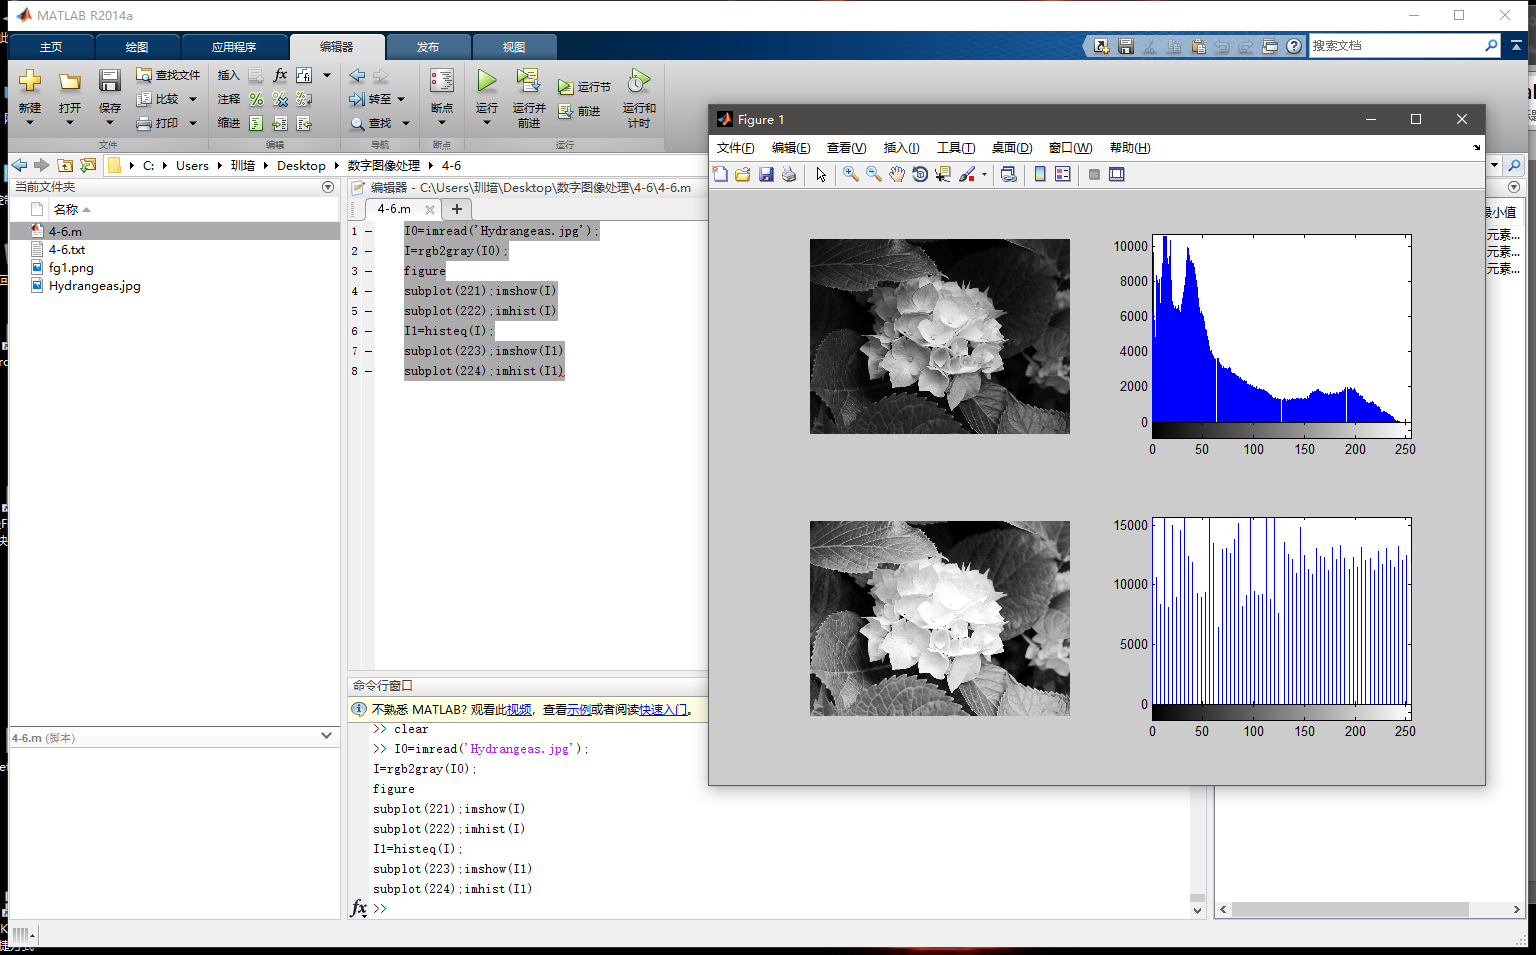 MATLAB R2014a
主页 绘图 应用程序 编辑器 发布 视图
搜索文档
新建 打开 保存 查找文件 比较 打印
插入 fx
注释
缩进
转至
查找
断点
运行 运行并前进 运行节 前进 运行和计时
文件 编辑 导航 断点 运行
C: Users 玬培 Desktop 数字图像处理 4-6
当前文件夹
名称
4-6.m
4-6.txt
fg1.png
Hydrangeas.jpg
4-6.m (脚本)
编辑器 - C:\Users\玬培\Desktop\数字图像处理\4-6\4-6.m
4-6.m
1 I0=imread('Hydrangeas.jpg');
2 I=rgb2gray(I0);
3 figure
4 subplot(221);imshow(I)
5 subplot(222);imhist(I)
6 I1=histeq(I);
7 subplot(223);imshow(I1)
8 subplot(224);imhist(I1)
命令行窗口
不熟悉 MATLAB? 观看此视频, 查看示例或者阅读快速入门。
>> clear
>> I0=imread('Hydrangeas.jpg');
I=rgb2gray(I0);
figure
subplot(221);imshow(I)
subplot(222);imhist(I)
I1=histeq(I);
subplot(223);imshow(I1)
subplot(224);imhist(I1)
fx >>
Figure 1
文件(F) 编辑(E) 查看(V) 插入(I) 工具(T) 桌面(D) 窗口(W) 帮助(H)
10000
8000
6000
4000
2000
0
0 50 100 150 200 250
15000
10000
5000
0
0 50 100 150 200 250
最小值
元素...
元素...
元素...